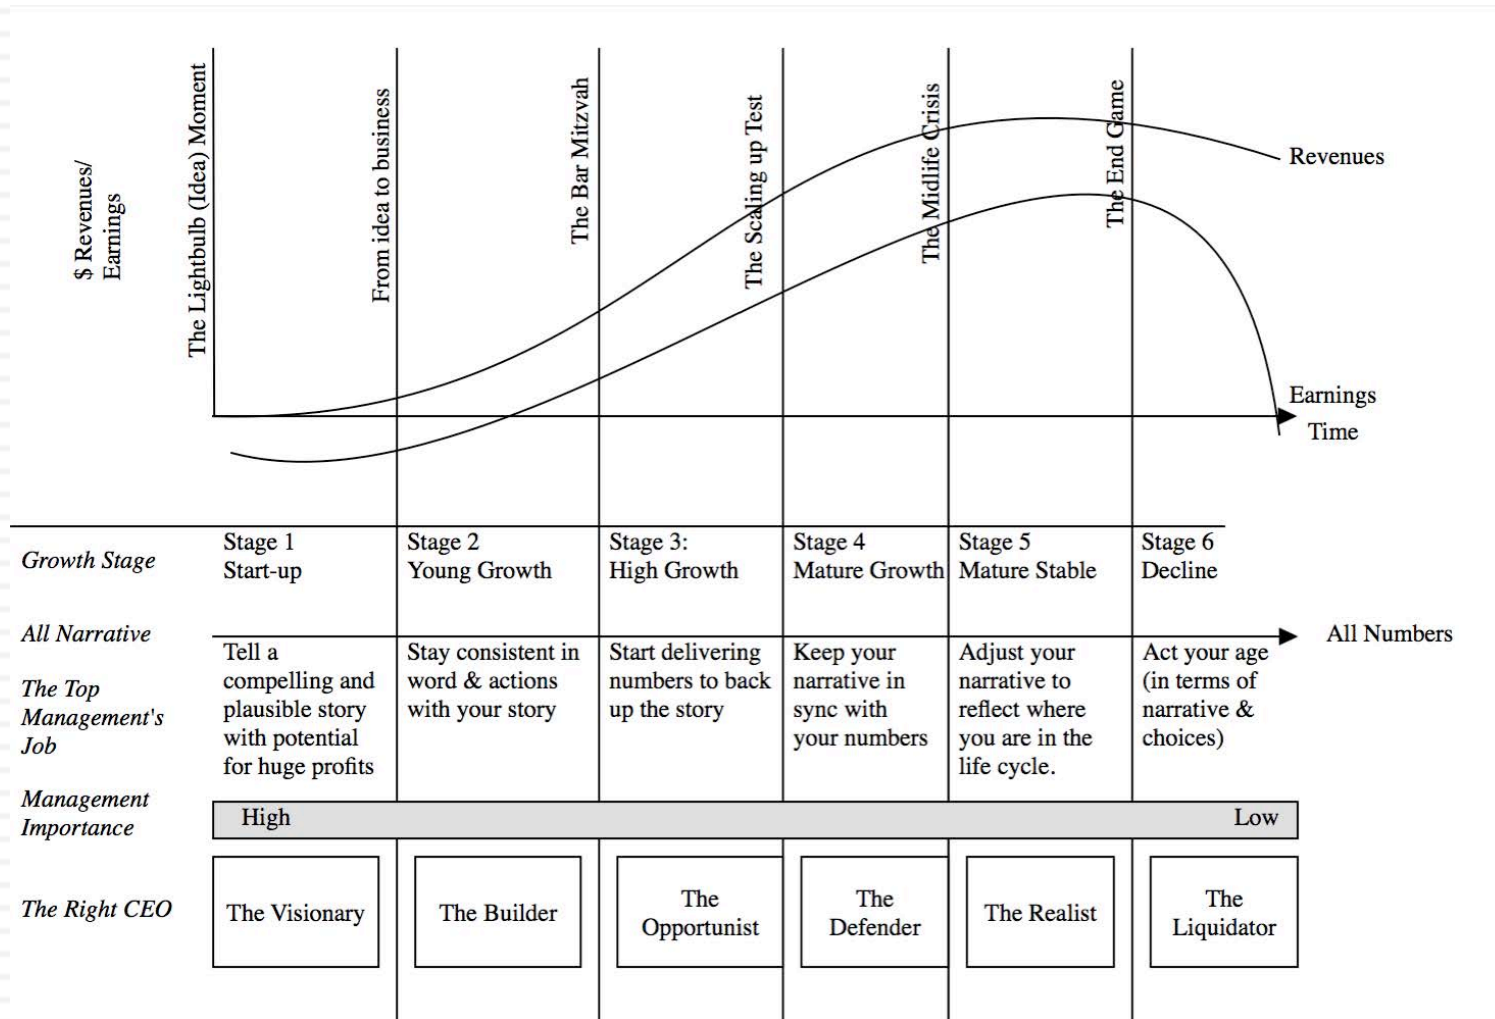 $ Revenues/
Earnings
The Lightbulb (Idea) Moment
From idea to business
The Bar Mitzvah
The Scaling up Test
The Midlife Crisis
The End Game
Revenues
Earnings
Time
Growth Stage
Stage 1
Start-up
Stage 2
Young Growth
Stage 3:
High Growth
Stage 4
Mature Growth
Stage 5
Mature Stable
Stage 6
Decline
All Narrative
All Numbers
The Top
Management's
Job
Tell a
compelling and
plausible story
with potential
for huge profits
Stay consistent in
word & actions
with your story
Start delivering
numbers to back
up the story
Keep your
narrative in
sync with
your numbers
Adjust your
narrative to
reflect where
you are in the
life cycle.
Act your age
(in terms of
narrative &
choices)
Management
Importance
High
Low
The Right CEO
The Visionary
The Builder
The
Opportunist
The
Defender
The Realist
The
Liquidator